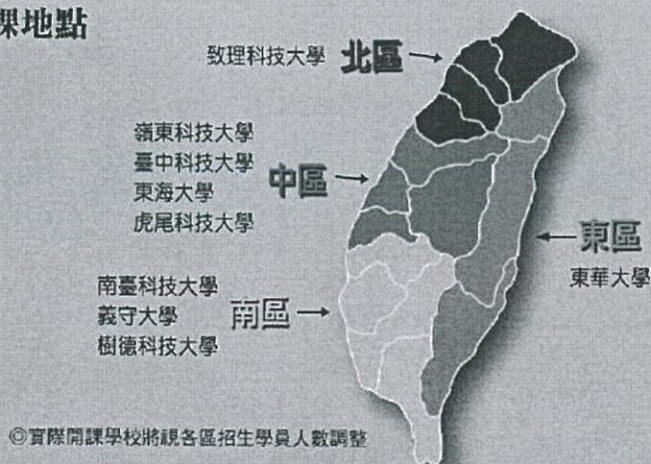 課地點
致理科技大學 北區
嶺東科技大學
臺中科技大學
東海大學
虎尾科技大學
中區
東區
東華大學
南臺科技大學
義守大學
樹德科技大學
南區
◎實際開課學校將視各區招生學員人數調整